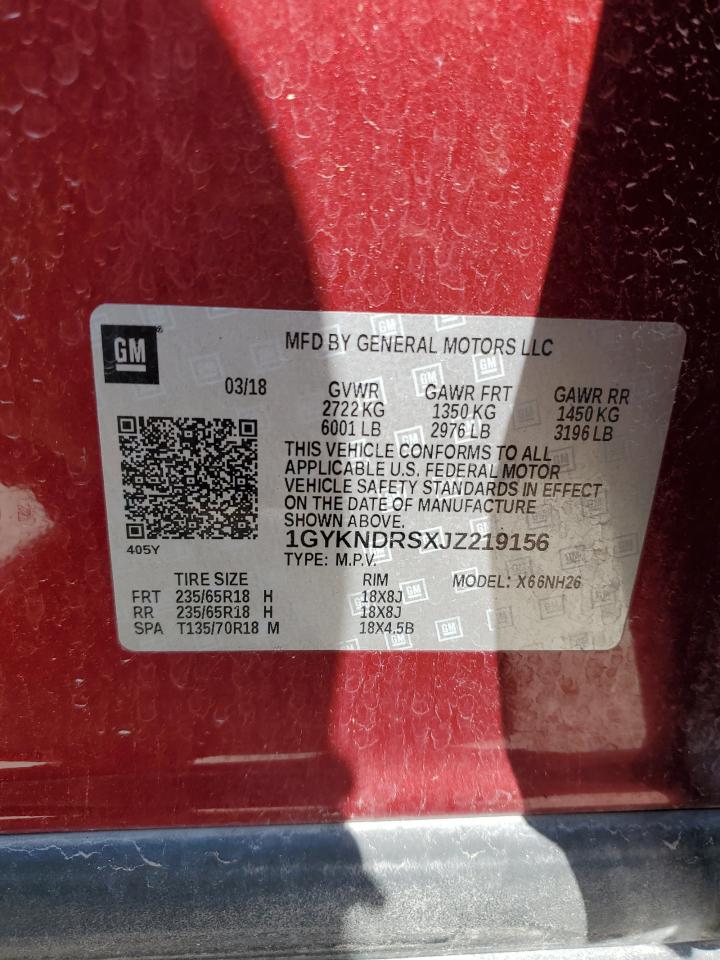 GM
MFD BY GENERAL MOTORS LLC
03/18 GVWR GAWR FRT GAWR RR
2722 KG 1350 KG 1450 KG
6001 LB 2976 LB 3196 LB
THIS VEHICLE CONFORMS TO ALL
APPLICABLE U.S. FEDERAL MOTOR
VEHICLE SAFETY STANDARDS IN EFFECT
ON THE DATE OF MANUFACTURE
SHOWN ABOVE.
405Y 1GYKNDRSXJZ219156
TYPE: M.P.V.
TIRE SIZE RIM MODEL: X66NH26
FRT 235/65R18 H 18X8J
RR 235/65R18 H 18X8J
SPA T135/70R18 M 18X4.5B